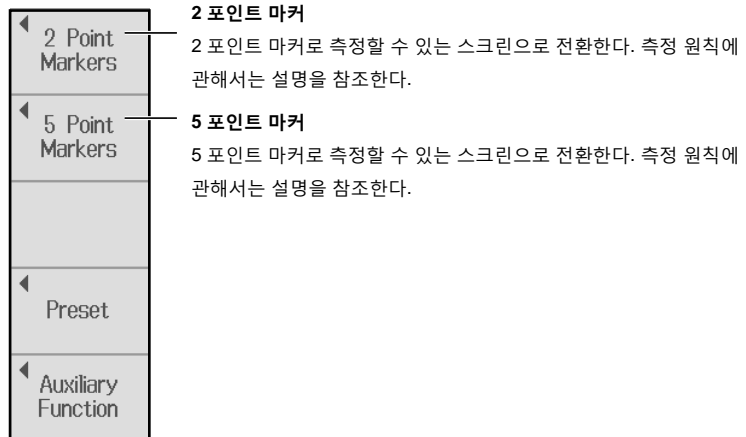 2 Point
Markers
2 포인트 마커
2 포인트 마커로 측정할 수 있는 스크린으로 전환한다. 측정 원칙에
관해서는 설명을 참조한다.
5 Point
Markers
5 포인트 마커
5 포인트 마커로 측정할 수 있는 스크린으로 전환한다. 측정 원칙에
관해서는 설명을 참조한다.
Preset
Auxiliary
Function